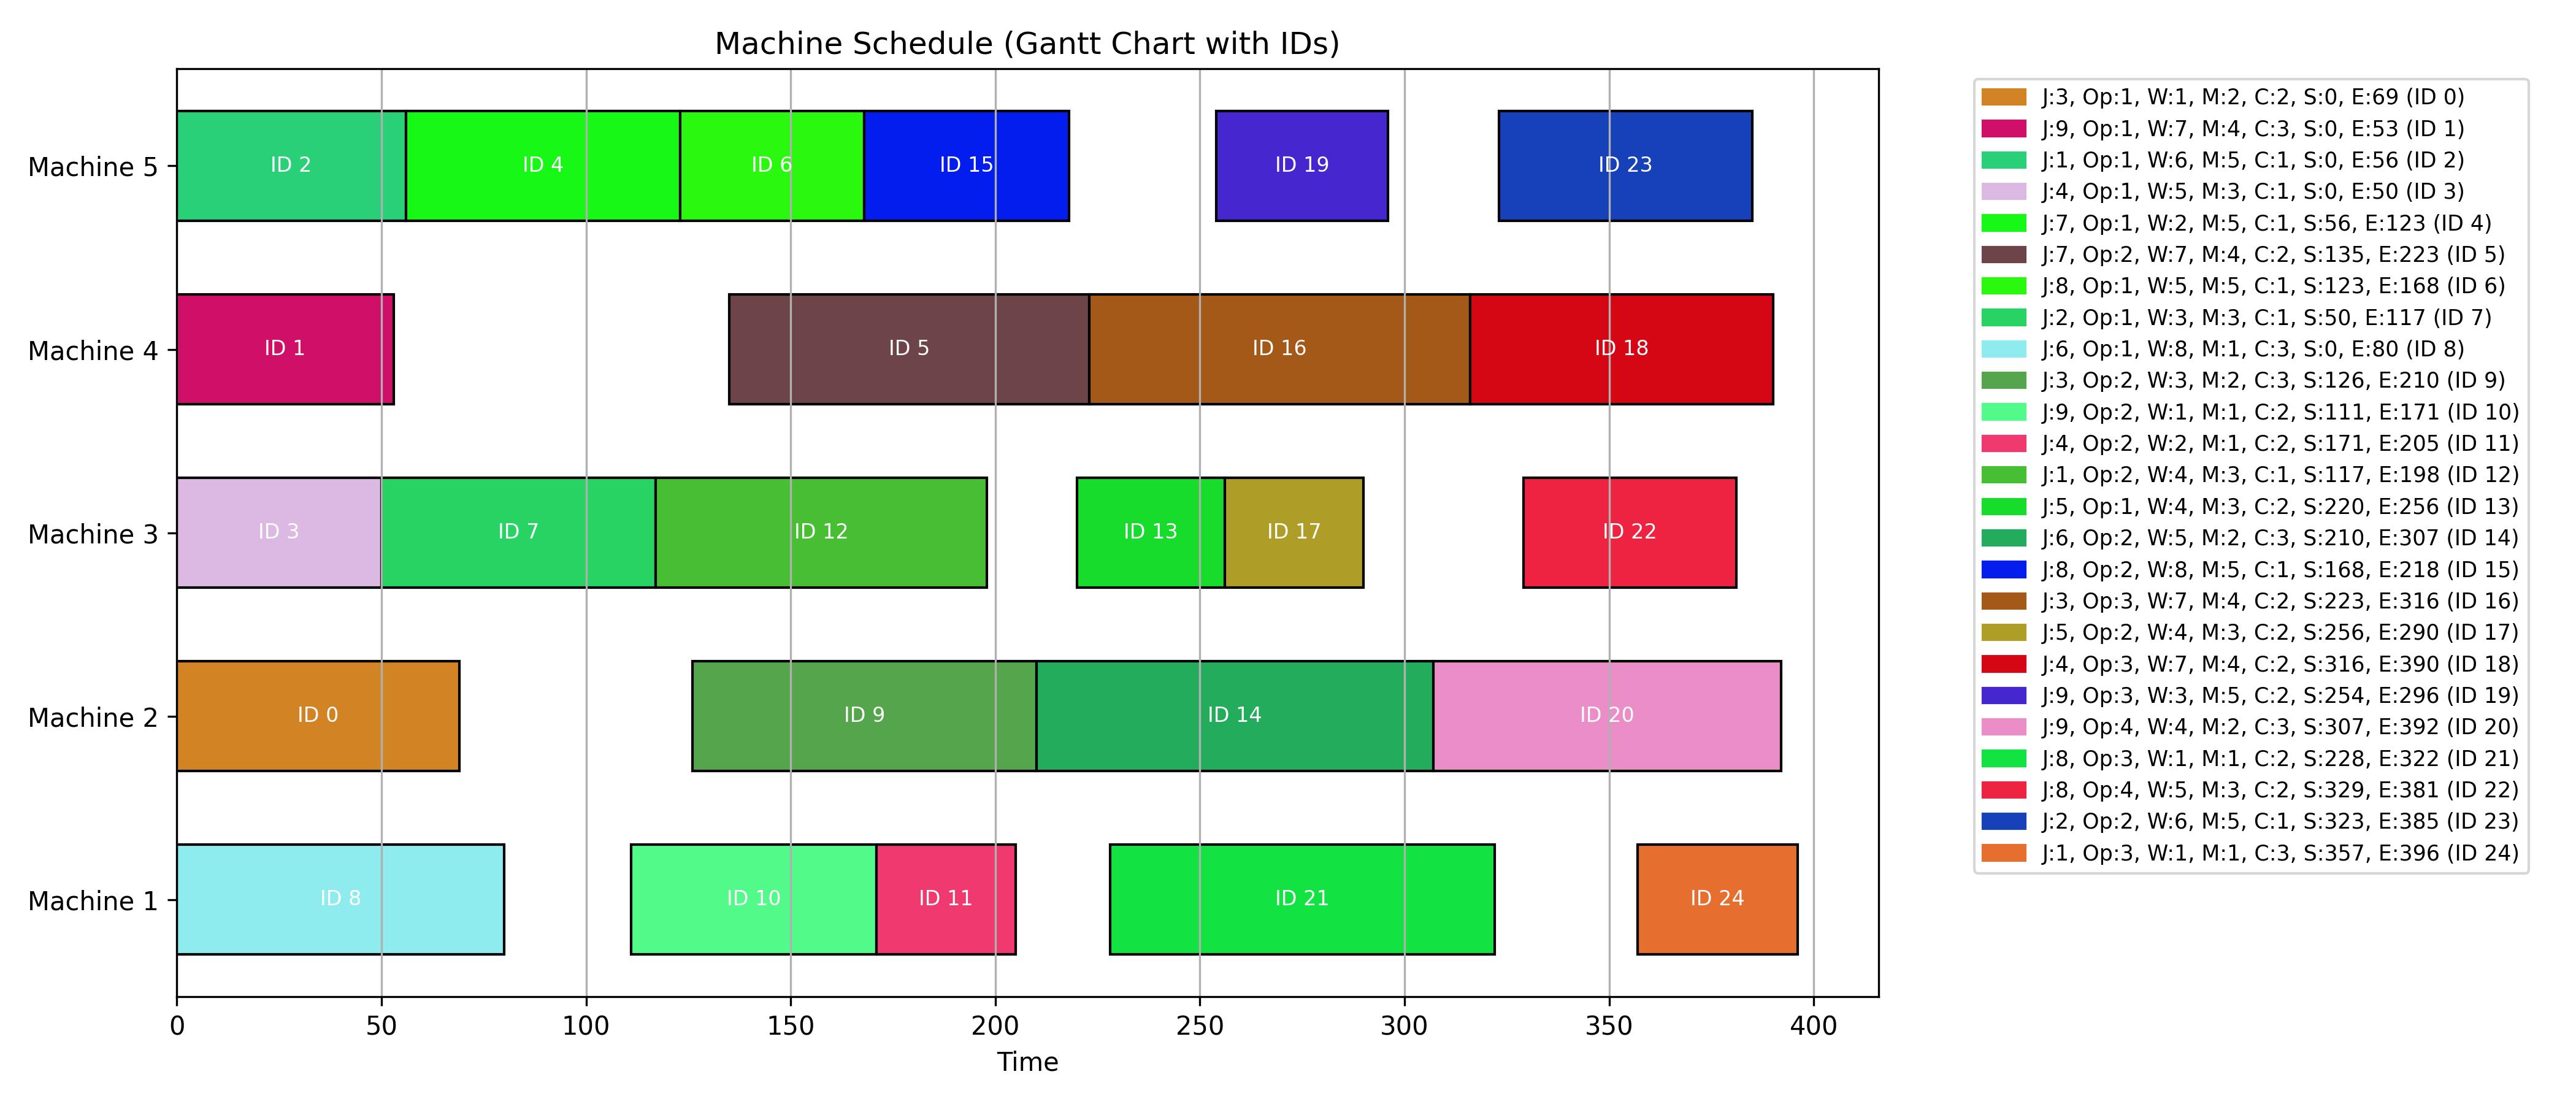 Machine Schedule (Gantt Chart with IDs)
Machine 5
ID 2
ID 4
ID 6
ID 15
ID 19
ID 23
Machine 4
ID 1
ID 5
ID 16
ID 18
Machine 3
ID 3
ID 7
ID 12
ID 13
ID 17
ID 22
Machine 2
ID 0
ID 9
ID 14
ID 20
Machine 1
ID 8
ID 10
ID 11
ID 21
ID 24
0 50 100 150 200 250 300 350 400
Time
J:3, Op:1, W:1, M:2, C:2, S:0, E:69 (ID 0)
J:9, Op:1, W:7, M:4, C:3, S:0, E:53 (ID 1)
J:1, Op:1, W:6, M:5, C:1, S:0, E:56 (ID 2)
J:4, Op:1, W:5, M:3, C:1, S:0, E:50 (ID 3)
J:7, Op:1, W:2, M:5, C:1, S:56, E:123 (ID 4)
J:7, Op:2, W:7, M:4, C:2, S:135, E:223 (ID 5)
J:8, Op:1, W:5, M:5, C:1, S:123, E:168 (ID 6)
J:2, Op:1, W:3, M:3, C:1, S:50, E:117 (ID 7)
J:6, Op:1, W:8, M:1, C:3, S:0, E:80 (ID 8)
J:3, Op:2, W:3, M:2, C:3, S:126, E:210 (ID 9)
J:9, Op:2, W:1, M:1, C:2, S:111, E:171 (ID 10)
J:4, Op:2, W:2, M:1, C:2, S:171, E:205 (ID 11)
J:1, Op:2, W:4, M:3, C:1, S:117, E:198 (ID 12)
J:5, Op:1, W:4, M:3, C:2, S:220, E:256 (ID 13)
J:6, Op:2, W:5, M:2, C:3, S:210, E:307 (ID 14)
J:8, Op:2, W:8, M:5, C:1, S:168, E:218 (ID 15)
J:3, Op:3, W:7, M:4, C:2, S:223, E:316 (ID 16)
J:5, Op:2, W:4, M:3, C:2, S:256, E:290 (ID 17)
J:4, Op:3, W:7, M:4, C:2, S:316, E:390 (ID 18)
J:9, Op:3, W:3, M:5, C:2, S:254, E:296 (ID 19)
J:9, Op:4, W:4, M:2, C:3, S:307, E:392 (ID 20)
J:8, Op:3, W:1, M:1, C:2, S:228, E:322 (ID 21)
J:8, Op:4, W:5, M:3, C:2, S:329, E:381 (ID 22)
J:2, Op:2, W:6, M:5, C:1, S:323, E:385 (ID 23)
J:1, Op:3, W:1, M:1, C:3, S:357, E:396 (ID 24)